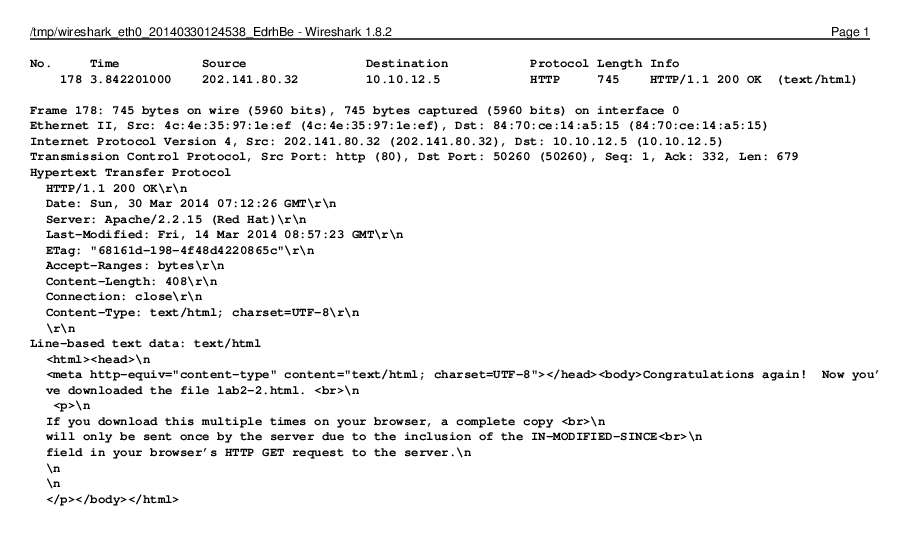 /tmp/wireshark_eth0_20140330124538_EdrhBe - Wireshark 1.8.2 Page 1
No. Time Source Destination Protocol Length Info
178 3.842201000 202.141.80.32 10.10.12.5 HTTP 745 HTTP/1.1 200 OK (text/html)
Frame 178: 745 bytes on wire (5960 bits), 745 bytes captured (5960 bits) on interface 0
Ethernet II, Src: 4c:4e:35:97:1e:ef (4c:4e:35:97:1e:ef), Dst: 84:70:ce:14:a5:15 (84:70:ce:14:a5:15)
Internet Protocol Version 4, Src: 202.141.80.32 (202.141.80.32), Dst: 10.10.12.5 (10.10.12.5)
Transmission Control Protocol, Src Port: http (80), Dst Port: 50260 (50260), Seq: 1, Ack: 332, Len: 679
Hypertext Transfer Protocol
HTTP/1.1 200 OK\r\n
Date: Sun, 30 Mar 2014 07:12:26 GMT\r\n
Server: Apache/2.2.15 (Red Hat)\r\n
Last-Modified: Fri, 14 Mar 2014 08:57:23 GMT\r\n
ETag: "68161d-198-4f48d4220865c"\r\n
Accept-Ranges: bytes\r\n
Content-Length: 408\r\n
Connection: close\r\n
Content-Type: text/html; charset=UTF-8\r\n
\r\n
Line-based text data: text/html
<html><head>\n
<meta http-equiv="content-type" content="text/html; charset=UTF-8"></head><body>Congratulations again!  Now you'
ve downloaded the file lab2-2.html. <br>\n
<p>\n
If you download this multiple times on your browser, a complete copy <br>\n
will only be sent once by the server due to the inclusion of the IN-MODIFIED-SINCE<br>\n
field in your browser's HTTP GET request to the server.\n
\n
\n
</p></body></html>